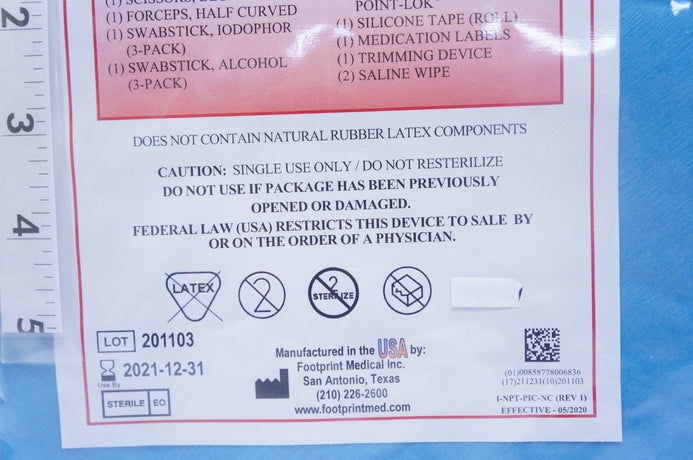 (1) FORCEPS, HALF CURVED
(1) SWABSTICK, IODOPHOR
(3-PACK)
(1) SWABSTICK, ALCOHOL
(3-PACK)
POINT-LOK
(1) SILICONE TAPE (ROLL)
(1) MEDICATION LABELS
(1) TRIMMING DEVICE
(2) SALINE WIPE
DOES NOT CONTAIN NATURAL RUBBER LATEX COMPONENTS
CAUTION: SINGLE USE ONLY / DO NOT RESTERILIZE
DO NOT USE IF PACKAGE HAS BEEN PREVIOUSLY
OPENED OR DAMAGED.
FEDERAL LAW (USA) RESTRICTS THIS DEVICE TO SALE BY
OR ON THE ORDER OF A PHYSICIAN.
LATEX
2
2
STERILIZE
LOT 201103
2021-12-31
Use By
STERILE EO
Manufactured in the USA by:
Footprint Medical Inc.
San Antonio, Texas
(210) 226-2600
www.footprintmed.com
(01)00858778006836
(17)211231(10)201103
I-NPT-PIC-NC (REV 1)
EFFECTIVE - 05/2020
2
3
4
5